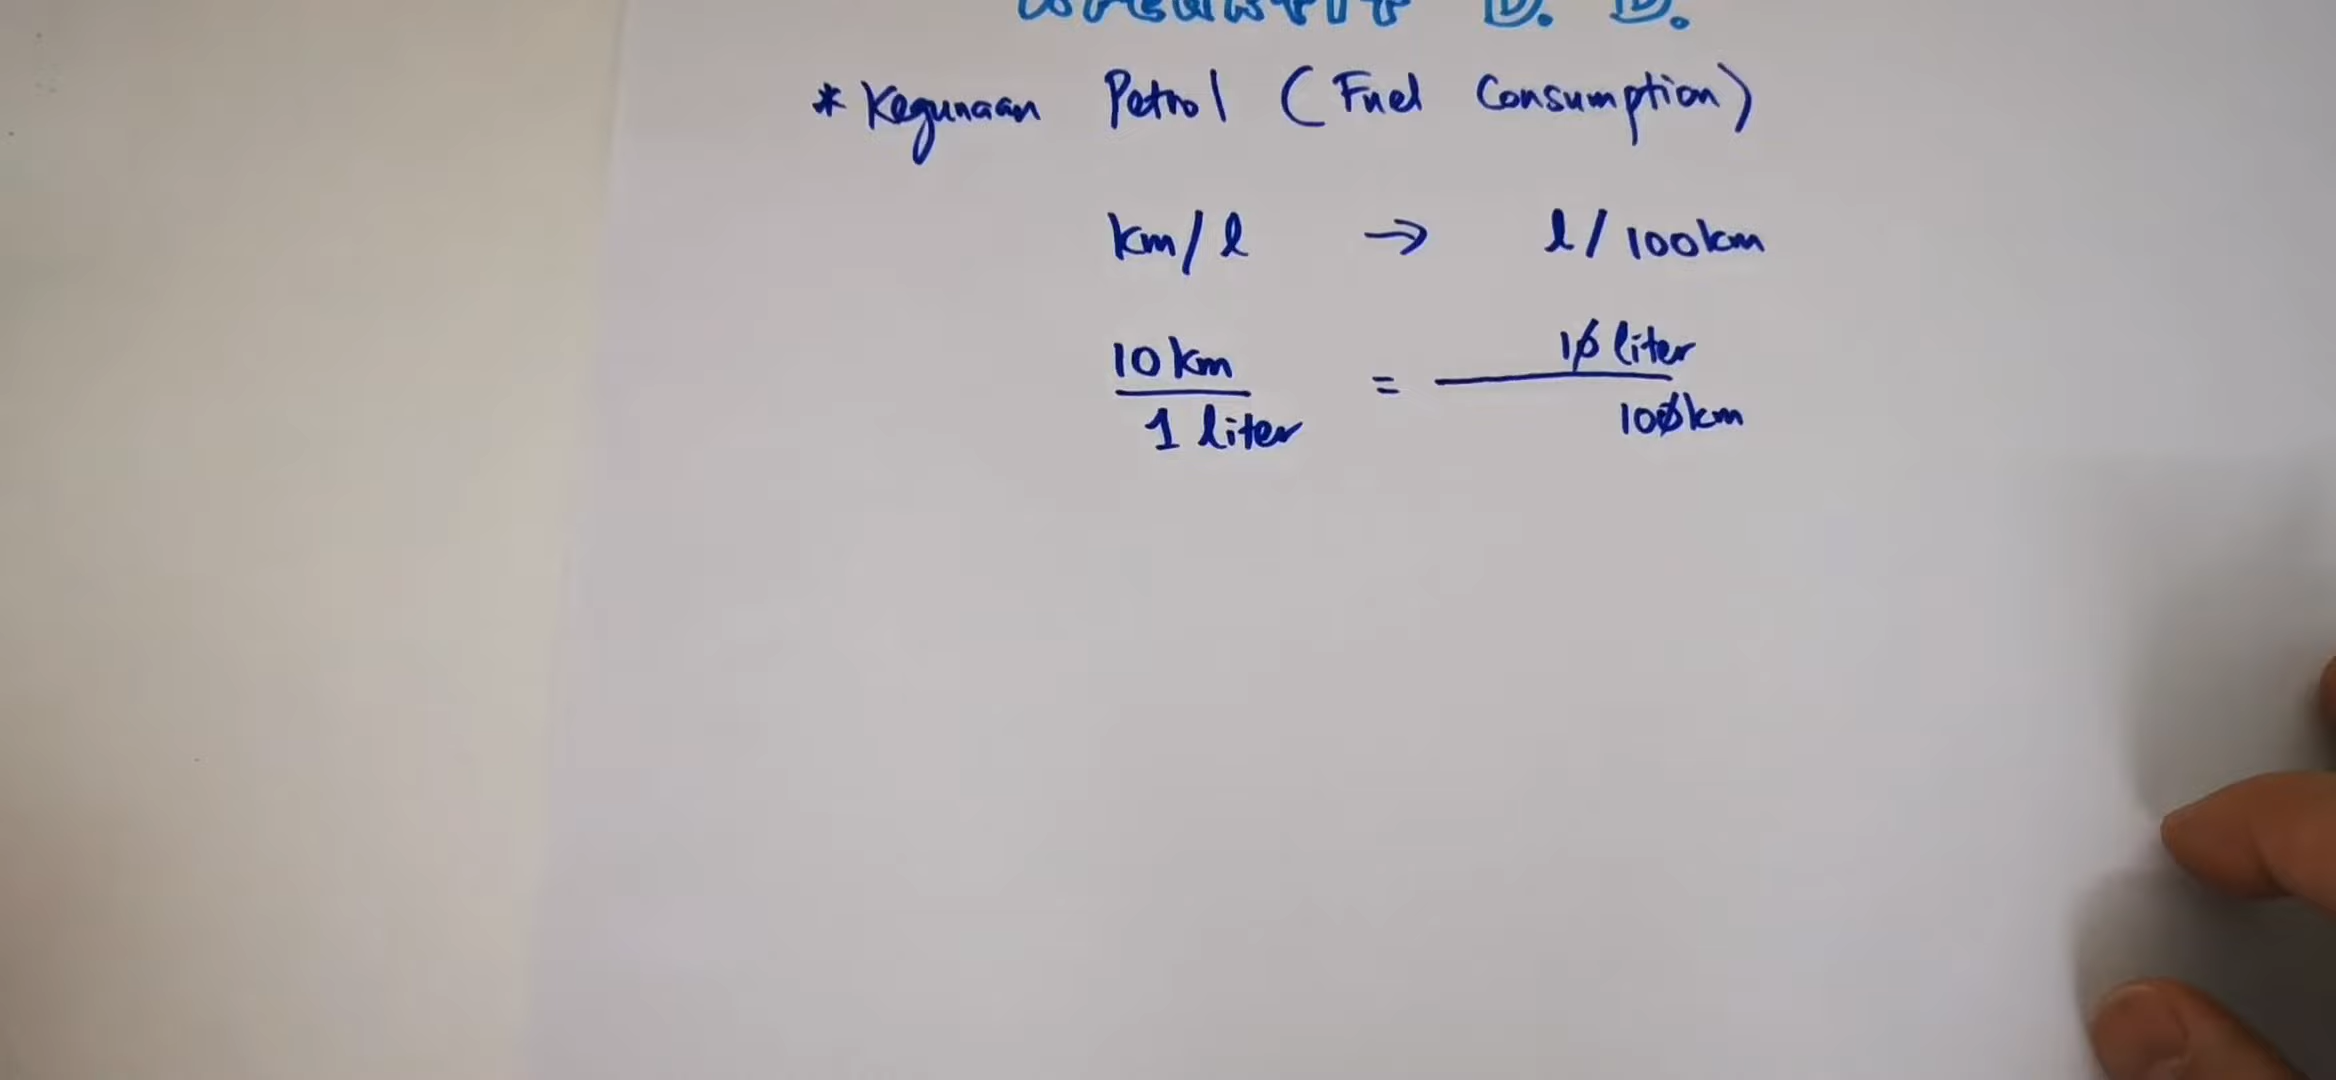 D. D.
* Kegunaan Petrol (Fuel Consumption)
km/l → l/100km
10 km / 1 liter = 10 liter / 100km